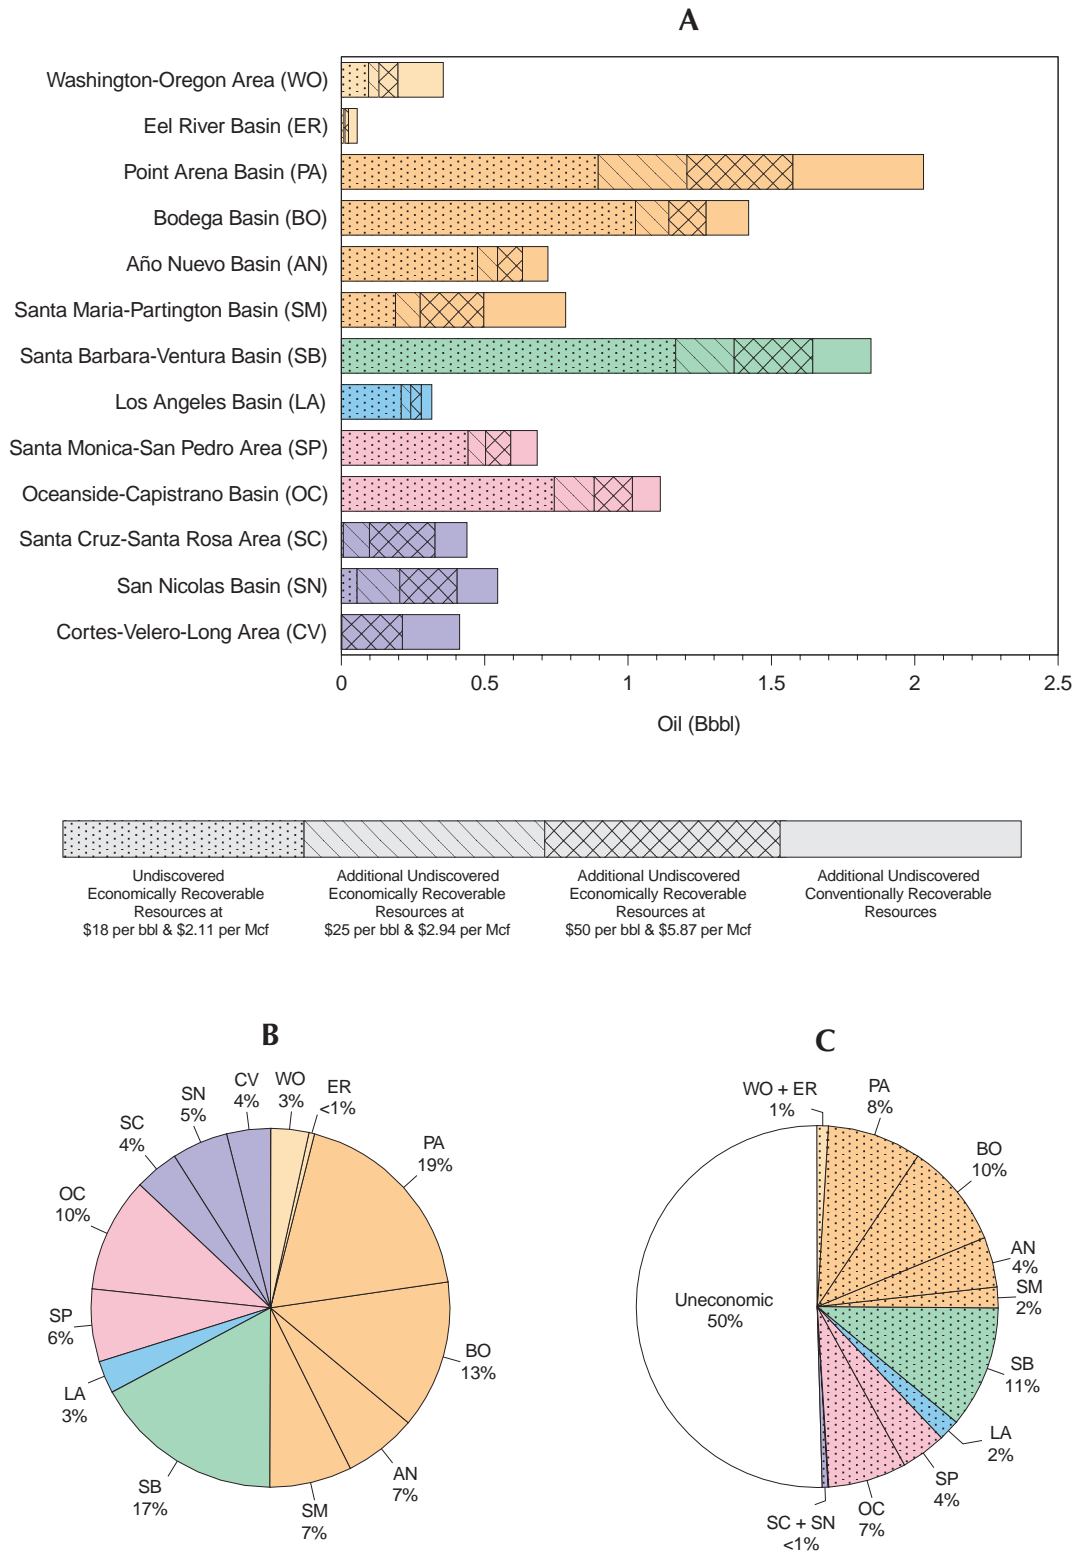 A
Washington-Oregon Area (WO)
Eel River Basin (ER)
Point Arena Basin (PA)
Bodega Basin (BO)
Año Nuevo Basin (AN)
Santa Maria-Partington Basin (SM)
Santa Barbara-Ventura Basin (SB)
Los Angeles Basin (LA)
Santa Monica-San Pedro Area (SP)
Oceanside-Capistrano Basin (OC)
Santa Cruz-Santa Rosa Area (SC)
San Nicolas Basin (SN)
Cortes-Velero-Long Area (CV)
0 0.5 1 1.5 2 2.5
Oil (Bbbl)
Undiscovered
Economically Recoverable
Resources at
$18 per bbl & $2.11 per Mcf
Additional Undiscovered
Economically Recoverable
Resources at
$25 per bbl & $2.94 per Mcf
Additional Undiscovered
Economically Recoverable
Resources at
$50 per bbl & $5.87 per Mcf
Additional Undiscovered
Conventionally Recoverable
Resources
B
WO
3%
ER
<1%
PA
19%
BO
13%
AN
7%
SM
7%
SB
17%
LA
3%
SP
6%
OC
10%
SC
4%
SN
5%
CV
4%
C
WO + ER
1%
PA
8%
BO
10%
AN
4%
SM
2%
SB
11%
LA
2%
SP
4%
OC
7%
SC + SN
<1%
Uneconomic
50%